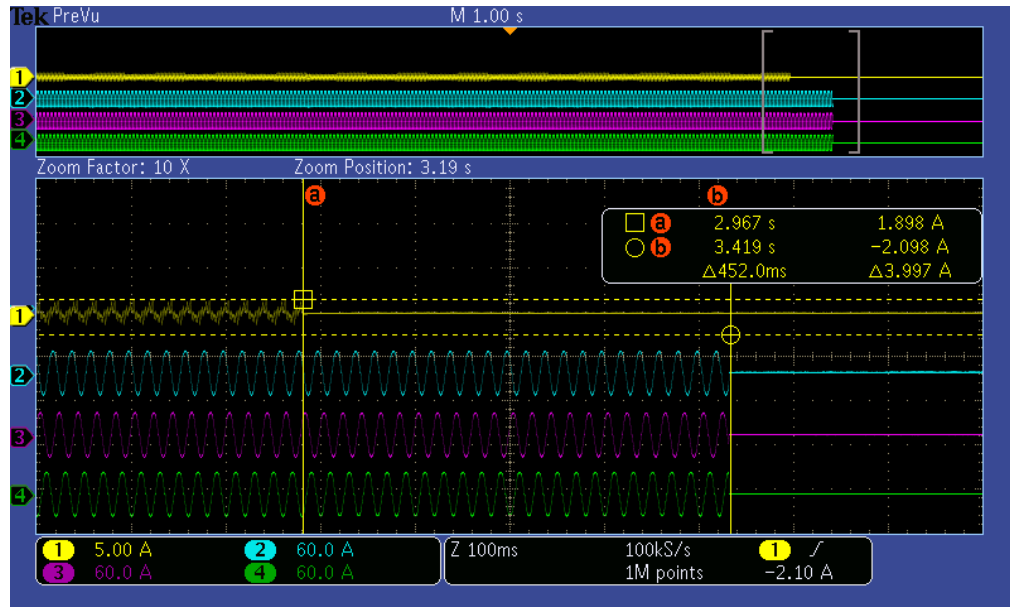 Tek PreVu M 1.00 s
1
2
3
4
Zoom Factor: 10 X Zoom Position: 3.19 s
a b
a 2.967 s 1.898 A
b 3.419 s −2.098 A
Δ452.0ms Δ3.997 A
1
2
3
4
1 5.00 A 2 60.0 A Z 100ms 100kS/s 1
3 60.0 A 4 60.0 A 1M points −2.10 A